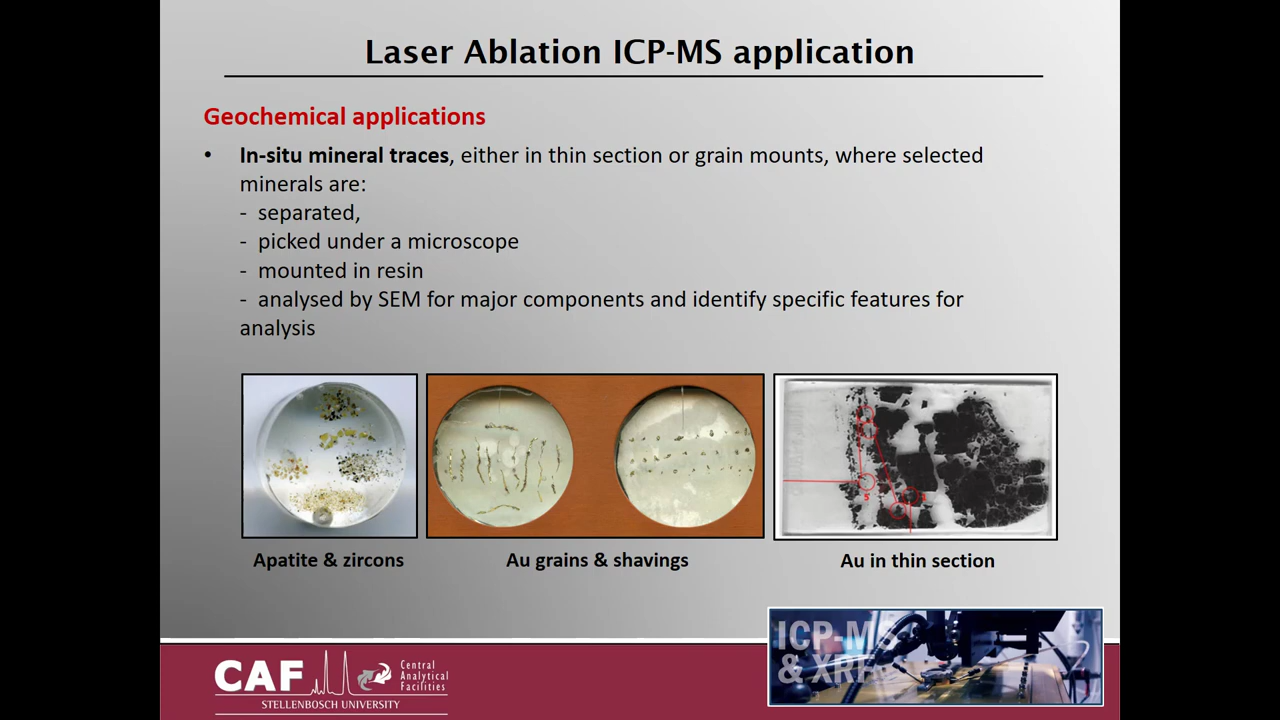 Laser Ablation ICP-MS application
Geochemical applications
• In-situ mineral traces, either in thin section or grain mounts, where selected
minerals are:
- separated,
- picked under a microscope
- mounted in resin
- analysed by SEM for major components and identify specific features for
analysis
Apatite & zircons
Au grains & shavings
Au in thin section
ICP-MS
& XRF
CAF
Central
Analytical
Facilities
STELLENBOSCH UNIVERSITY